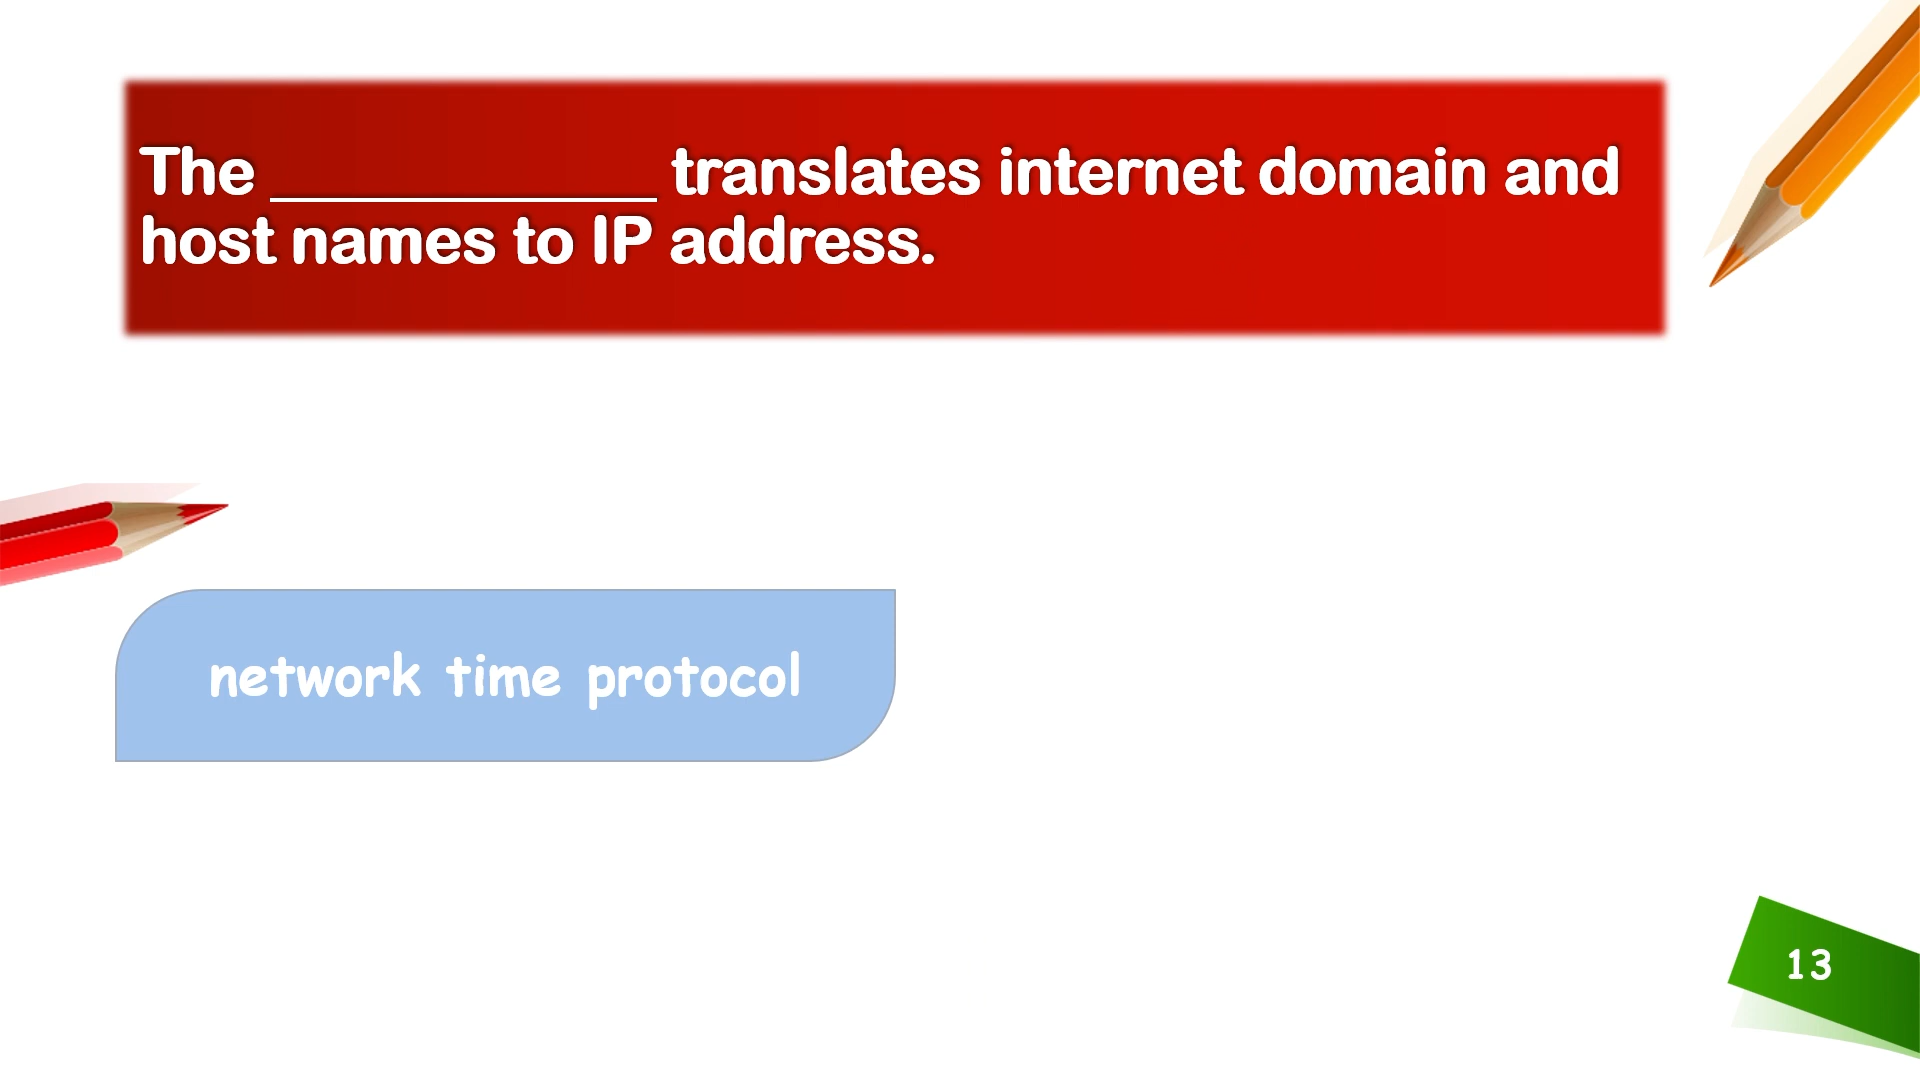 The ____________ translates internet domain and
host names to IP address.
network time protocol
13